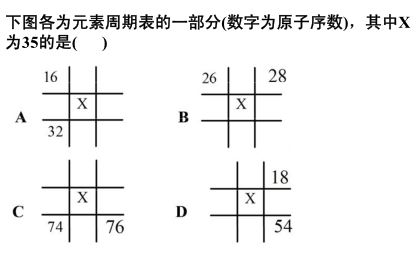 下图各为元素周期表的一部分(数字为原子序数)，其中X
为35的是(    )
16
X
A
32
26 28
X
B
X
C
74 76
18
X
D
54